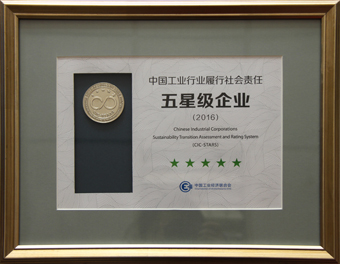 中国工业行业履行社会责任
五星级企业
(2016)
Chinese Industrial Corporations
Sustainability Transition Assessment and Rating System
(CIC-STARS)
中国工业经济联合会